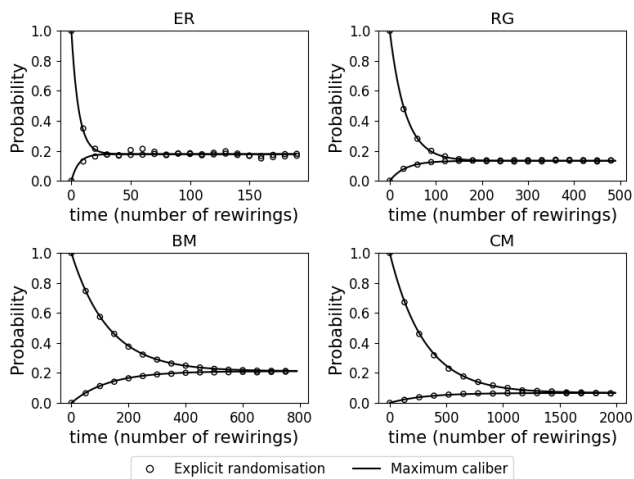 ER
Probability
1.0
0.8
0.6
0.4
0.2
0.0
0 50 100 150
time (number of rewirings)
RG
Probability
1.0
0.8
0.6
0.4
0.2
0.0
0 100 200 300 400 500
time (number of rewirings)
BM
Probability
1.0
0.8
0.6
0.4
0.2
0.0
0 200 400 600 800
time (number of rewirings)
CM
Probability
1.0
0.8
0.6
0.4
0.2
0.0
0 500 1000 1500 2000
time (number of rewirings)
Explicit randomisation Maximum caliber